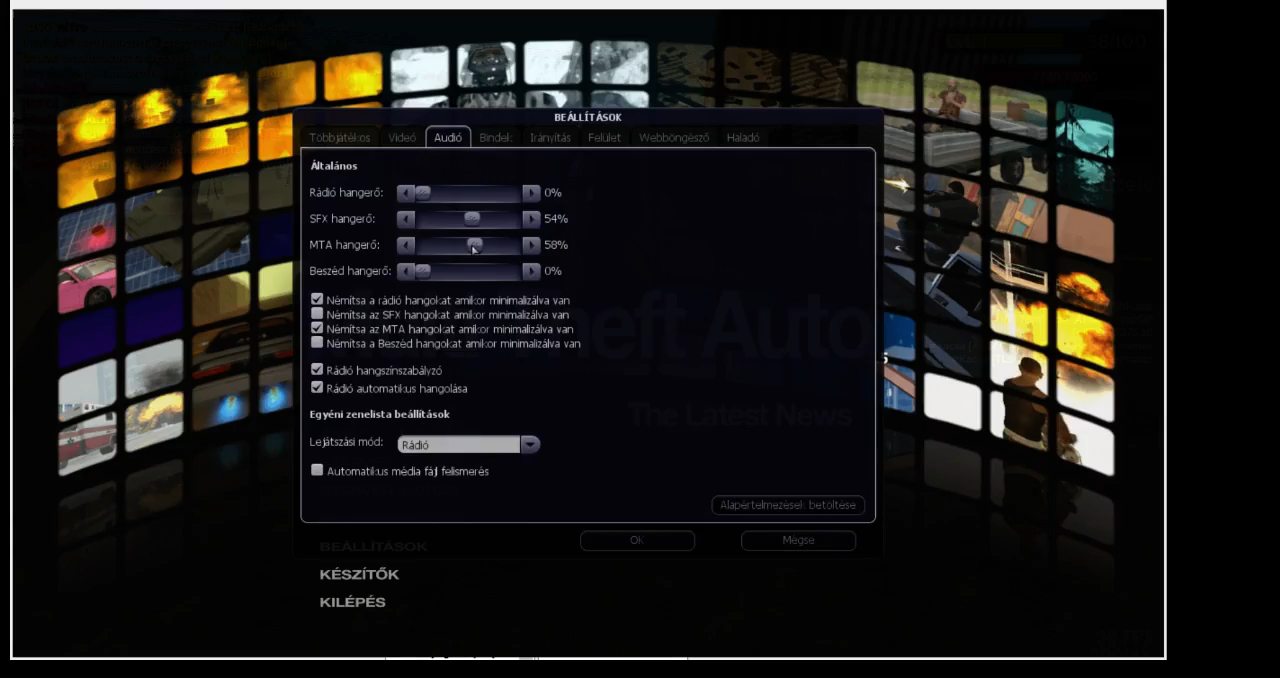 BEÁLLÍTÁSOK
Többjátékos Videó Audió Bindek Irányítás Felület Webböngésző Haladó
Általános
Rádió hangerő: 0%
SFX hangerő: 54%
MTA hangerő: 58%
Beszéd hangerő: 0%
Némítsa a rádió hangokat amikor minimalizálva van
Némítsa az SFX hangokat amikor minimalizálva van
Némítsa az MTA hangokat amikor minimalizálva van
Némítsa a Beszéd hangokat amikor minimalizálva van
Rádió hangszínszabályzó
Rádió automatikus hangolása
Egyéni zenelista beállítások
Lejátszási mód: Rádió
Automatikus média fájl felismerés
Theft Auto
The Latest News
Alapértelmezések betöltése
Ok Mégse
BEÁLLÍTÁSOK
KÉSZÍTŐK
KILÉPÉS